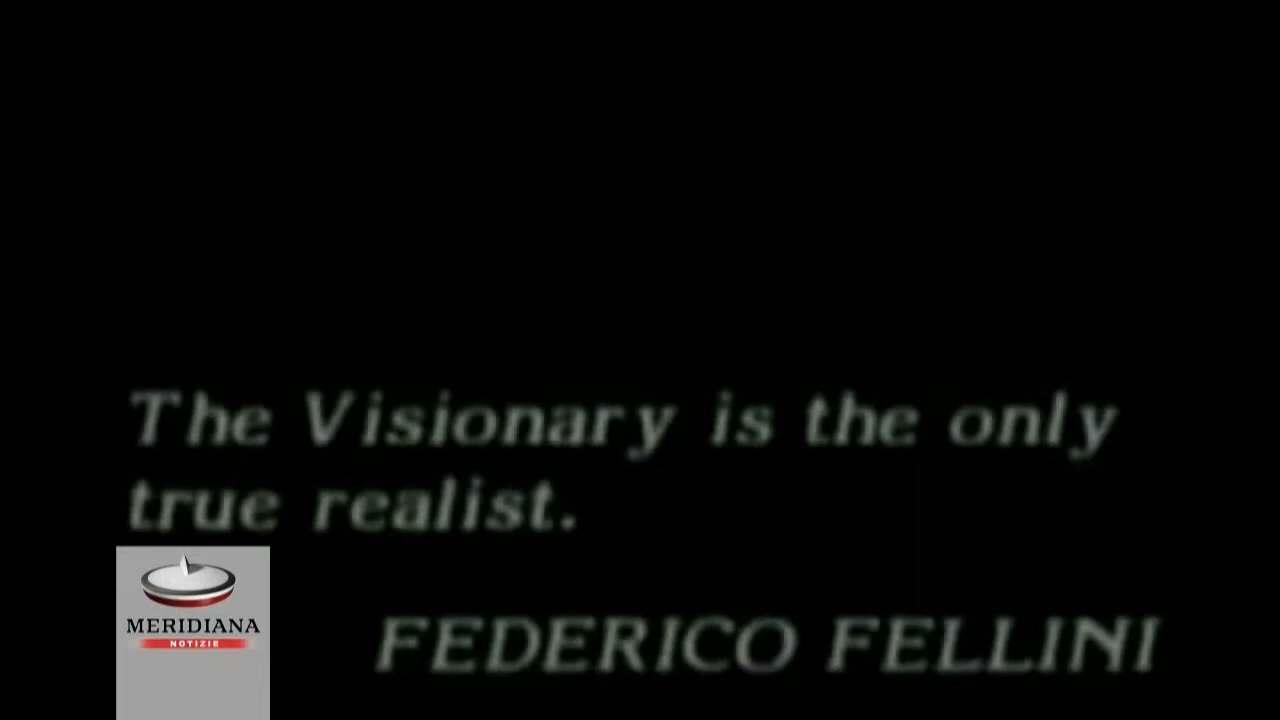 The Visionary is the only
true realist.
MERIDIANA
NOTIZIE
FEDERICO FELLINI